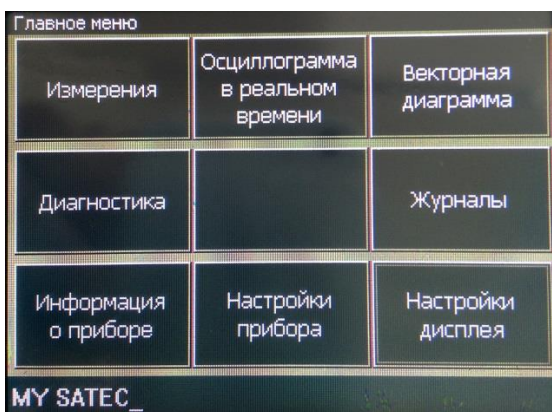 Главное меню
Измерения
Осциллограмма
в реальном
времени
Векторная
диаграмма
Диагностика
Журналы
Информация
о приборе
Настройки
прибора
Настройки
дисплея
MY SATEC_